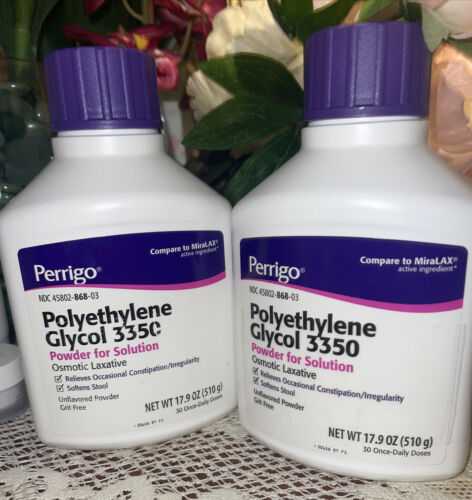 Compare to MiraLAX®
active ingredient*
Perrigo®
NDC 45802-868-03
Polyethylene
Glycol 3350
Powder for Solution
Osmotic Laxative
Relieves Occasional Constipation/Irregularity
Softens Stool
Unflavored Powder
Grit Free
NET WT 17.9 OZ (510 g)
30 Once-Daily Doses
Compare to MiraLAX®
active ingredient*
Perrigo®
NDC 45802-868-03
Polyethylene
Glycol 3350
Powder for Solution
Osmotic Laxative
Relieves Occasional Constipation/Irregularity
Softens Stool
Unflavored Powder
Grit Free
NET WT 17.9 OZ (510 g)
30 Once-Daily Doses